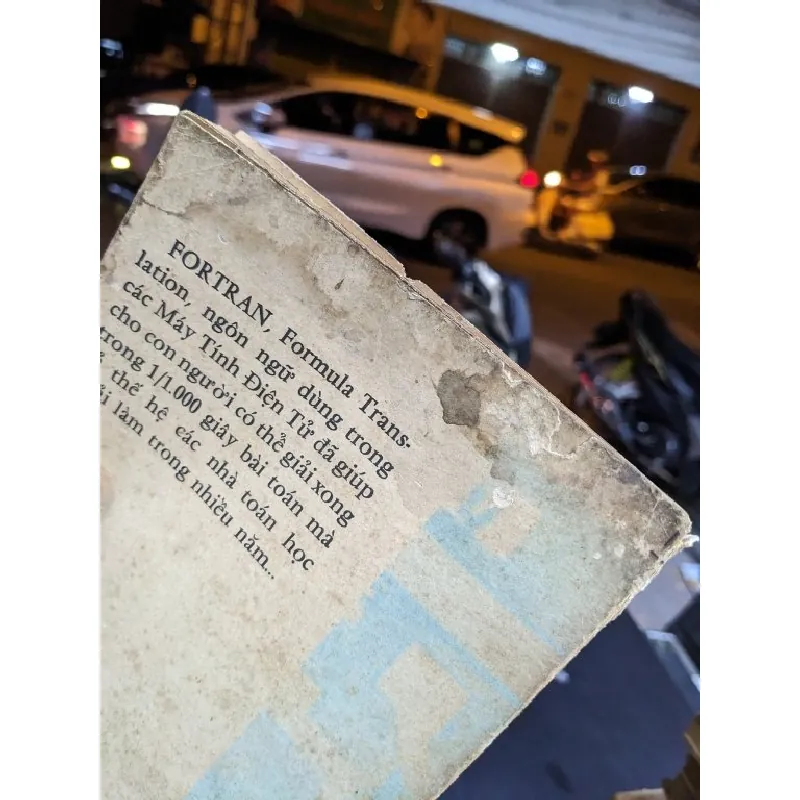 FORTRAN, Formula Trans-
lation, ngôn ngữ dùng trong
các Máy Tính Điện Tử đã giúp
cho con người có thể giải xong
trong 1/1.000 giây bài toán mà
thế hệ các nhà toán học
làm trong nhiều năm...